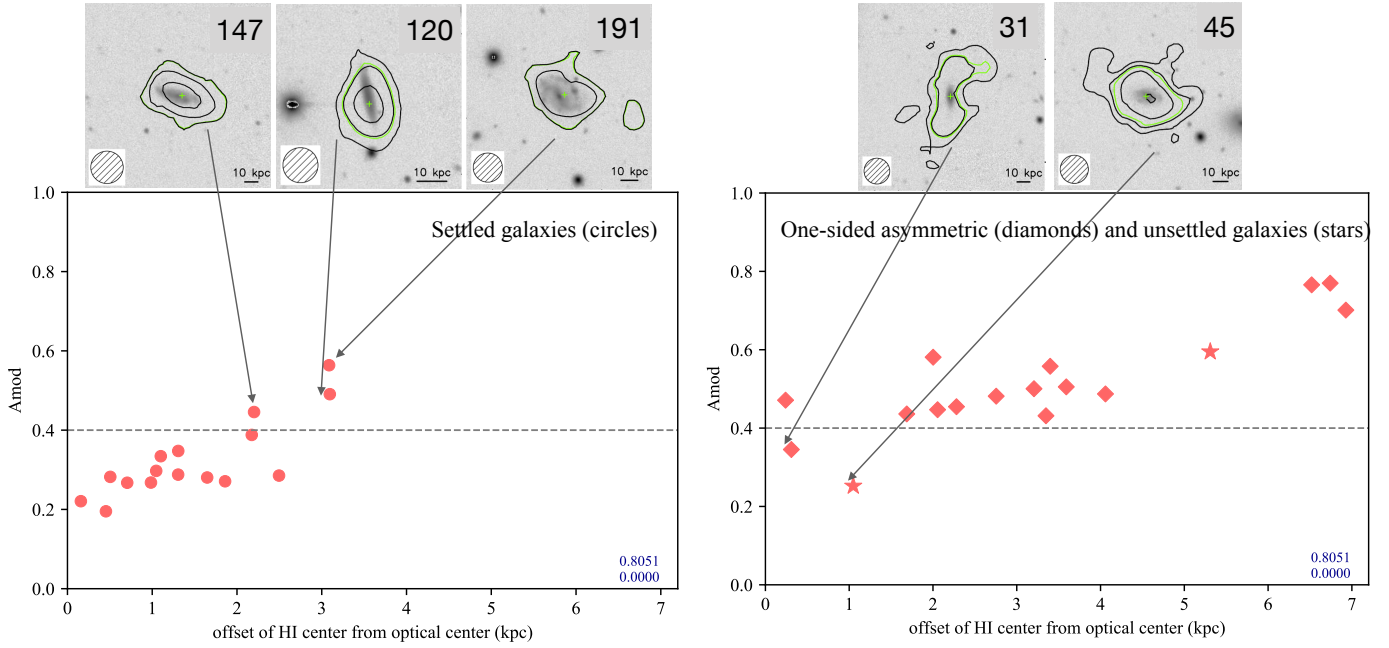 147
120
191
31
45
10 kpc
10 kpc
10 kpc
10 kpc
10 kpc
Settled galaxies (circles)
Amod
1.0
0.8
0.6
0.4
0.2
0.0
0.8051
0.0000
0 1 2 3 4 5 6 7
offset of HI center from optical center (kpc)
One-sided asymmetric (diamonds) and unsettled galaxies (stars)
Amod
1.0
0.8
0.6
0.4
0.2
0.0
0.8051
0.0000
0 1 2 3 4 5 6 7
offset of HI center from optical center (kpc)